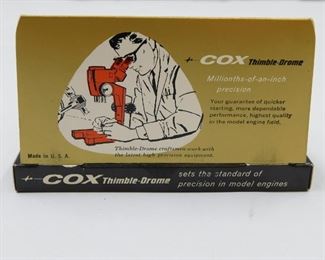 COX Thimble-Drome
Millionths-of-an-inch
precision
Your guarantee of quicker
starting, more dependable
performance, highest quality
in the model engine field.
Thimble-Drome craftsmen work with
the latest high precision equipment.
Made in U. S. A.
COX Thimble-Drome sets the standard of
precision in model engines